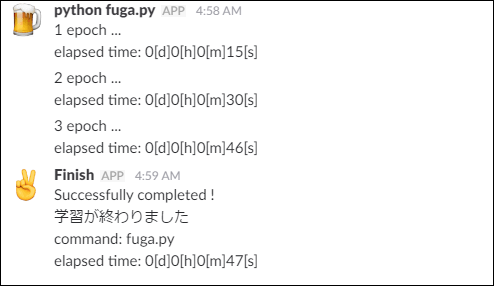 python fuga.py APP 4:58 AM
1 epoch ...
elapsed time: 0[d]0[h]0[m]15[s]
2 epoch ...
elapsed time: 0[d]0[h]0[m]30[s]
3 epoch ...
elapsed time: 0[d]0[h]0[m]46[s]
Finish APP 4:59 AM
Successfully completed !
学習が終わりました
command: fuga.py
elapsed time: 0[d]0[h]0[m]47[s]